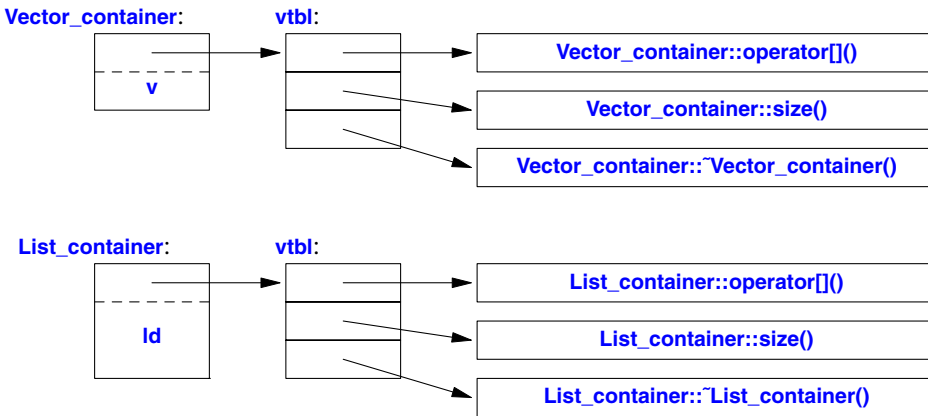 Vector_container: vtbl:
Vector_container::operator[]()
v
Vector_container::size()
Vector_container::˜Vector_container()
List_container: vtbl:
List_container::operator[]()
ld
List_container::size()
List_container::˜List_container()